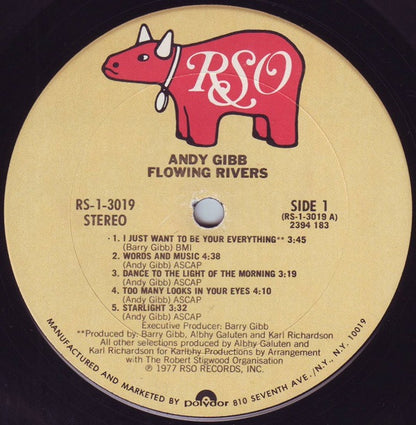 RSO
ANDY GIBB
FLOWING RIVERS
RS-1-3019
STEREO
SIDE 1
(RS-1-3019 A)
2394 183
1. I JUST WANT TO BE YOUR EVERYTHING** 3:45
(Barry Gibb) BMI
2. WORDS AND MUSIC 4:38
(Andy Gibb) ASCAP
3. DANCE TO THE LIGHT OF THE MORNING 3:19
(Andy Gibb) ASCAP
4. TOO MANY LOOKS IN YOUR EYES 4:10
(Andy Gibb) ASCAP
5. STARLIGHT 3:32
(Andy Gibb) ASCAP
Executive Producer: Barry Gibb
**Produced by: Barry Gibb, Albhy Galuten and Karl Richardson
All other selections produced by Albhy Galuten and
Karl Richardson for Karlbhy Productions by Arrangement
with The Robert Stigwood Organisation
℗ 1977 RSO RECORDS, INC.
MANUFACTURED AND MARKETED BY polydor 810 SEVENTH AVE./N.Y., N.Y. 10019